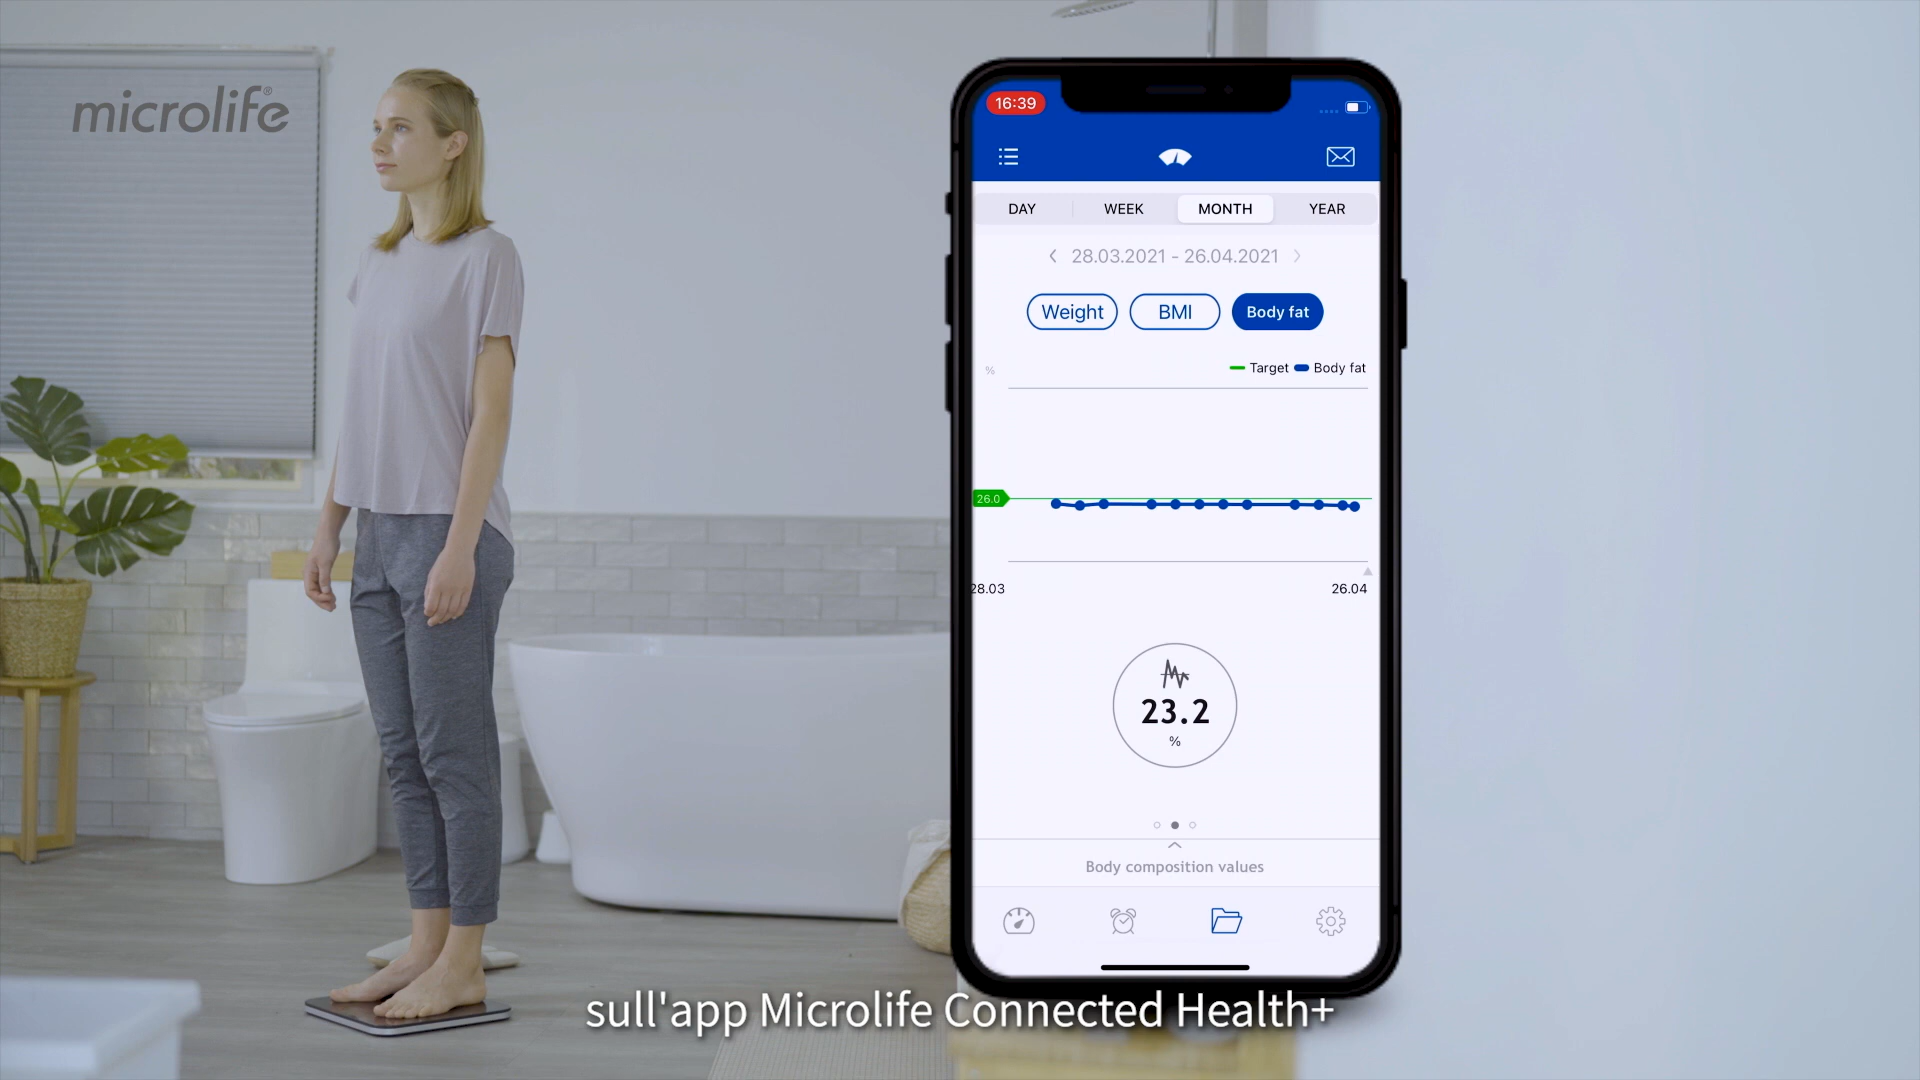 microlife®
16:39
DAY WEEK MONTH YEAR
28.03.2021 - 26.04.2021
Weight BMI Body fat
% Target Body fat
26.0
28.03 26.04
23.2
%
Body composition values
sull'app Microlife Connected Health+